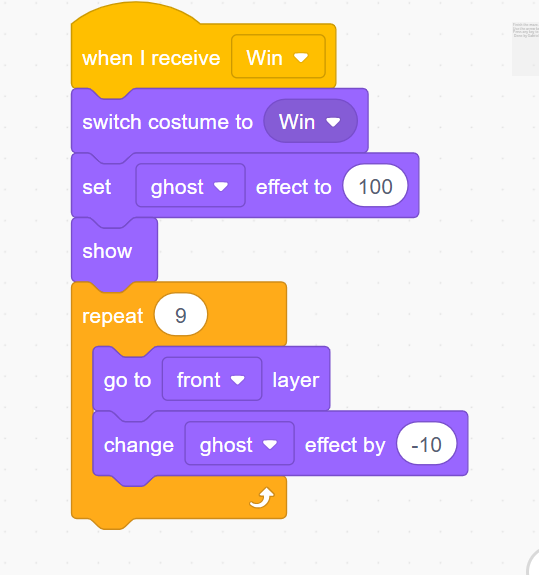 when I receive Win
switch costume to Win
set ghost effect to 100
show
repeat 9
go to front layer
change ghost effect by -10